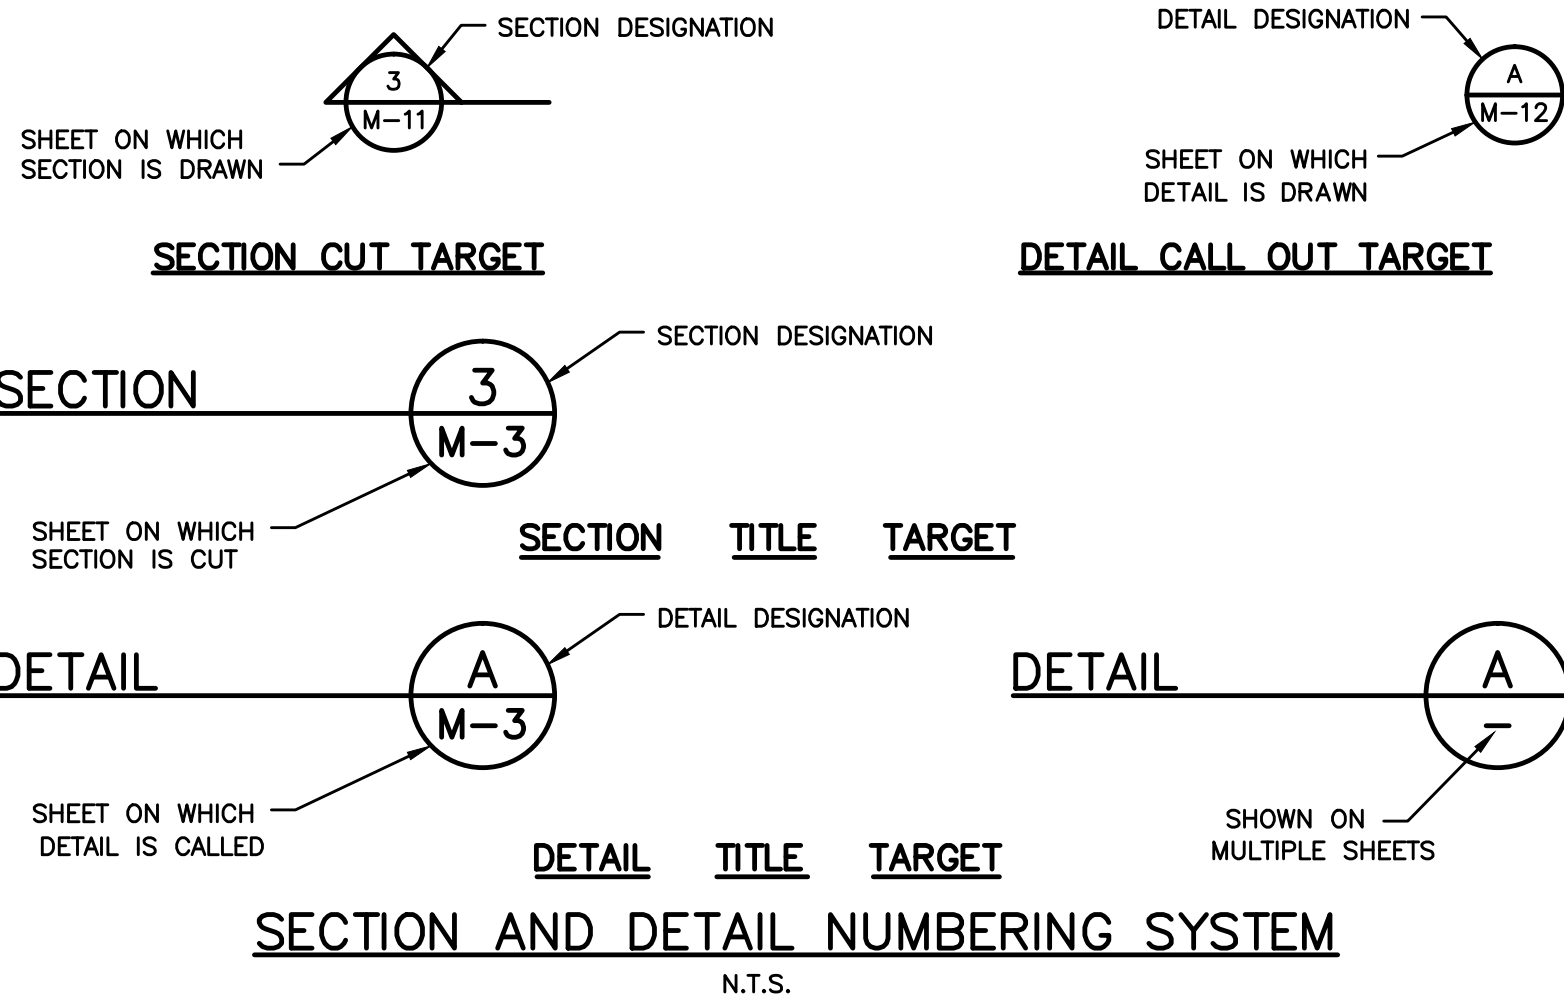 SECTION DESIGNATION
3
M-11
SHEET ON WHICH
SECTION IS DRAWN
SECTION CUT TARGET
DETAIL DESIGNATION
A
M-12
SHEET ON WHICH
DETAIL IS DRAWN
DETAIL CALL OUT TARGET
SECTION
3
M-3
SECTION DESIGNATION
SHEET ON WHICH
SECTION IS CUT
SECTION TITLE TARGET
DETAIL
A
M-3
DETAIL DESIGNATION
SHEET ON WHICH
DETAIL IS CALLED
DETAIL
A
-
SHOWN ON
MULTIPLE SHEETS
DETAIL TITLE TARGET
SECTION AND DETAIL NUMBERING SYSTEM
N.T.S.